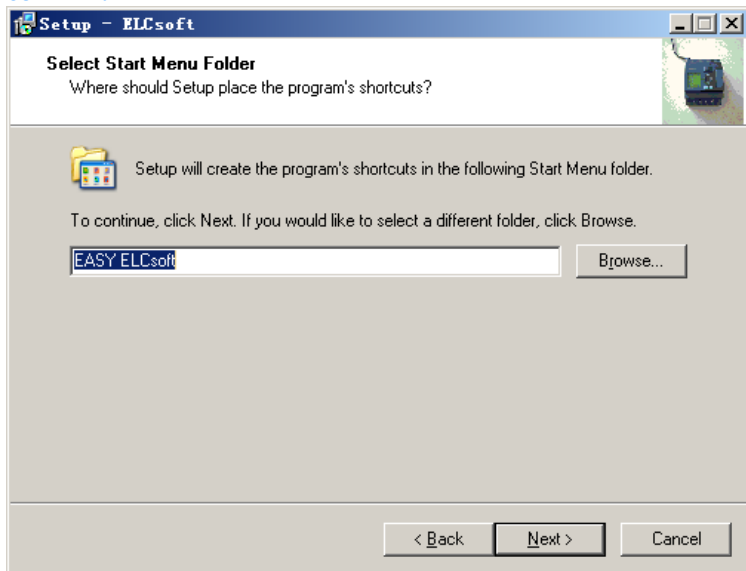 Setup - ELCsoft
Select Start Menu Folder
Where should Setup place the program's shortcuts?
Setup will create the program's shortcuts in the following Start Menu folder.
To continue, click Next. If you would like to select a different folder, click Browse.
EASY ELCsoft
Browse...
< Back
Next >
Cancel